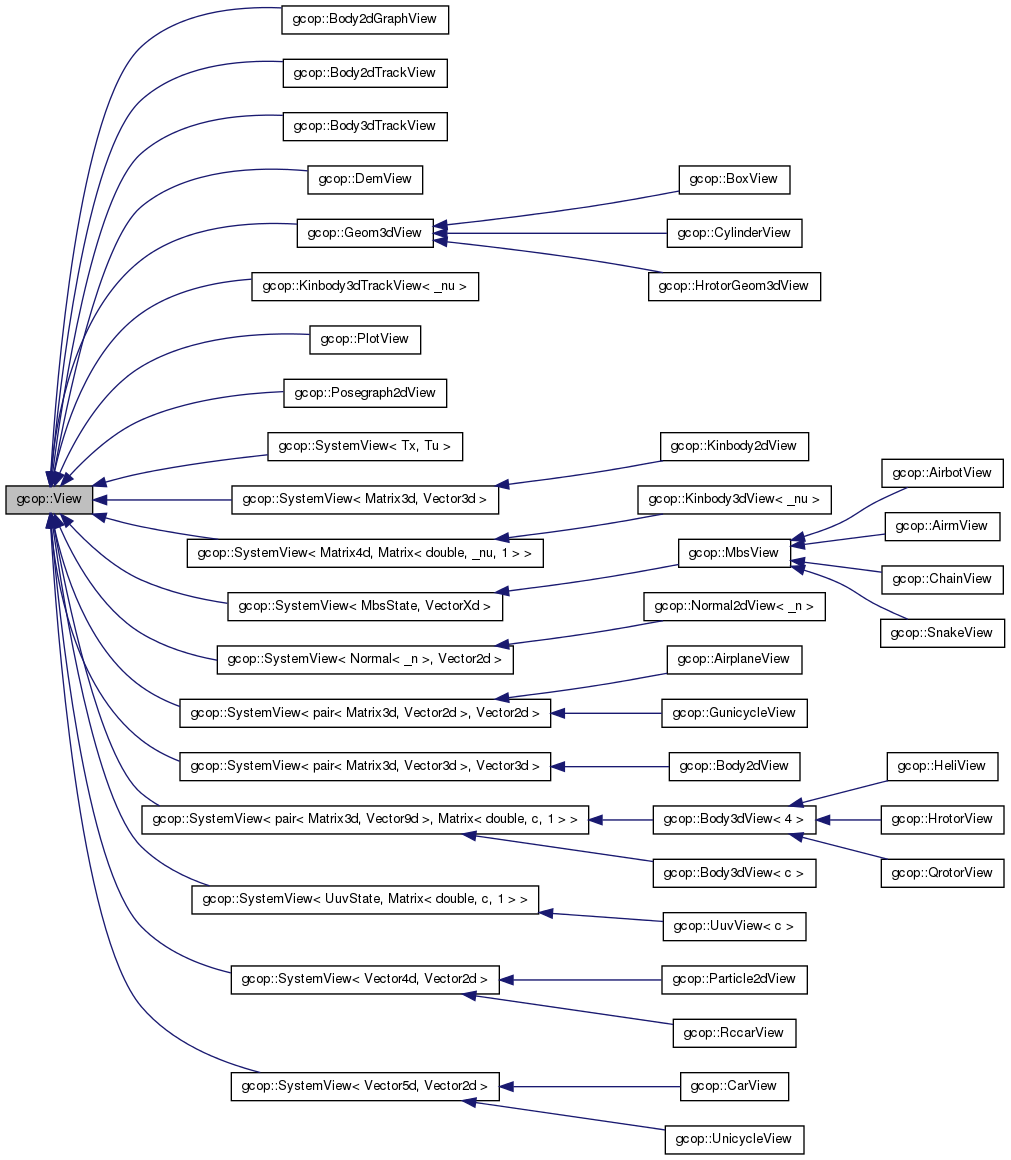 gcop::Body2dGraphView
gcop::Body2dTrackView
gcop::Body3dTrackView
gcop::DemView
gcop::BoxView
gcop::Geom3dView
gcop::CylinderView
gcop::HrotorGeom3dView
gcop::Kinbody3dTrackView< _nu >
gcop::PlotView
gcop::Posegraph2dView
gcop::SystemView< Tx, Tu >
gcop::Kinbody2dView
gcop::AirbotView
gcop::View
gcop::SystemView< Matrix3d, Vector3d >
gcop::Kinbody3dView< _nu >
gcop::AirmView
gcop::SystemView< Matrix4d, Matrix< double, _nu, 1 > >
gcop::MbsView
gcop::ChainView
gcop::SystemView< MbsState, VectorXd >
gcop::Normal2dView< _n >
gcop::SnakeView
gcop::SystemView< Normal< _n >, Vector2d >
gcop::AirplaneView
gcop::SystemView< pair< Matrix3d, Vector2d >, Vector2d >
gcop::GunicycleView
gcop::SystemView< pair< Matrix3d, Vector3d >, Vector3d >
gcop::Body2dView
gcop::HeliView
gcop::SystemView< pair< Matrix3d, Vector9d >, Matrix< double, c, 1 > >
gcop::Body3dView< 4 >
gcop::HrotorView
gcop::Body3dView< c >
gcop::QrotorView
gcop::SystemView< UuvState, Matrix< double, c, 1 > >
gcop::UuvView< c >
gcop::SystemView< Vector4d, Vector2d >
gcop::Particle2dView
gcop::RccarView
gcop::SystemView< Vector5d, Vector2d >
gcop::CarView
gcop::UnicycleView